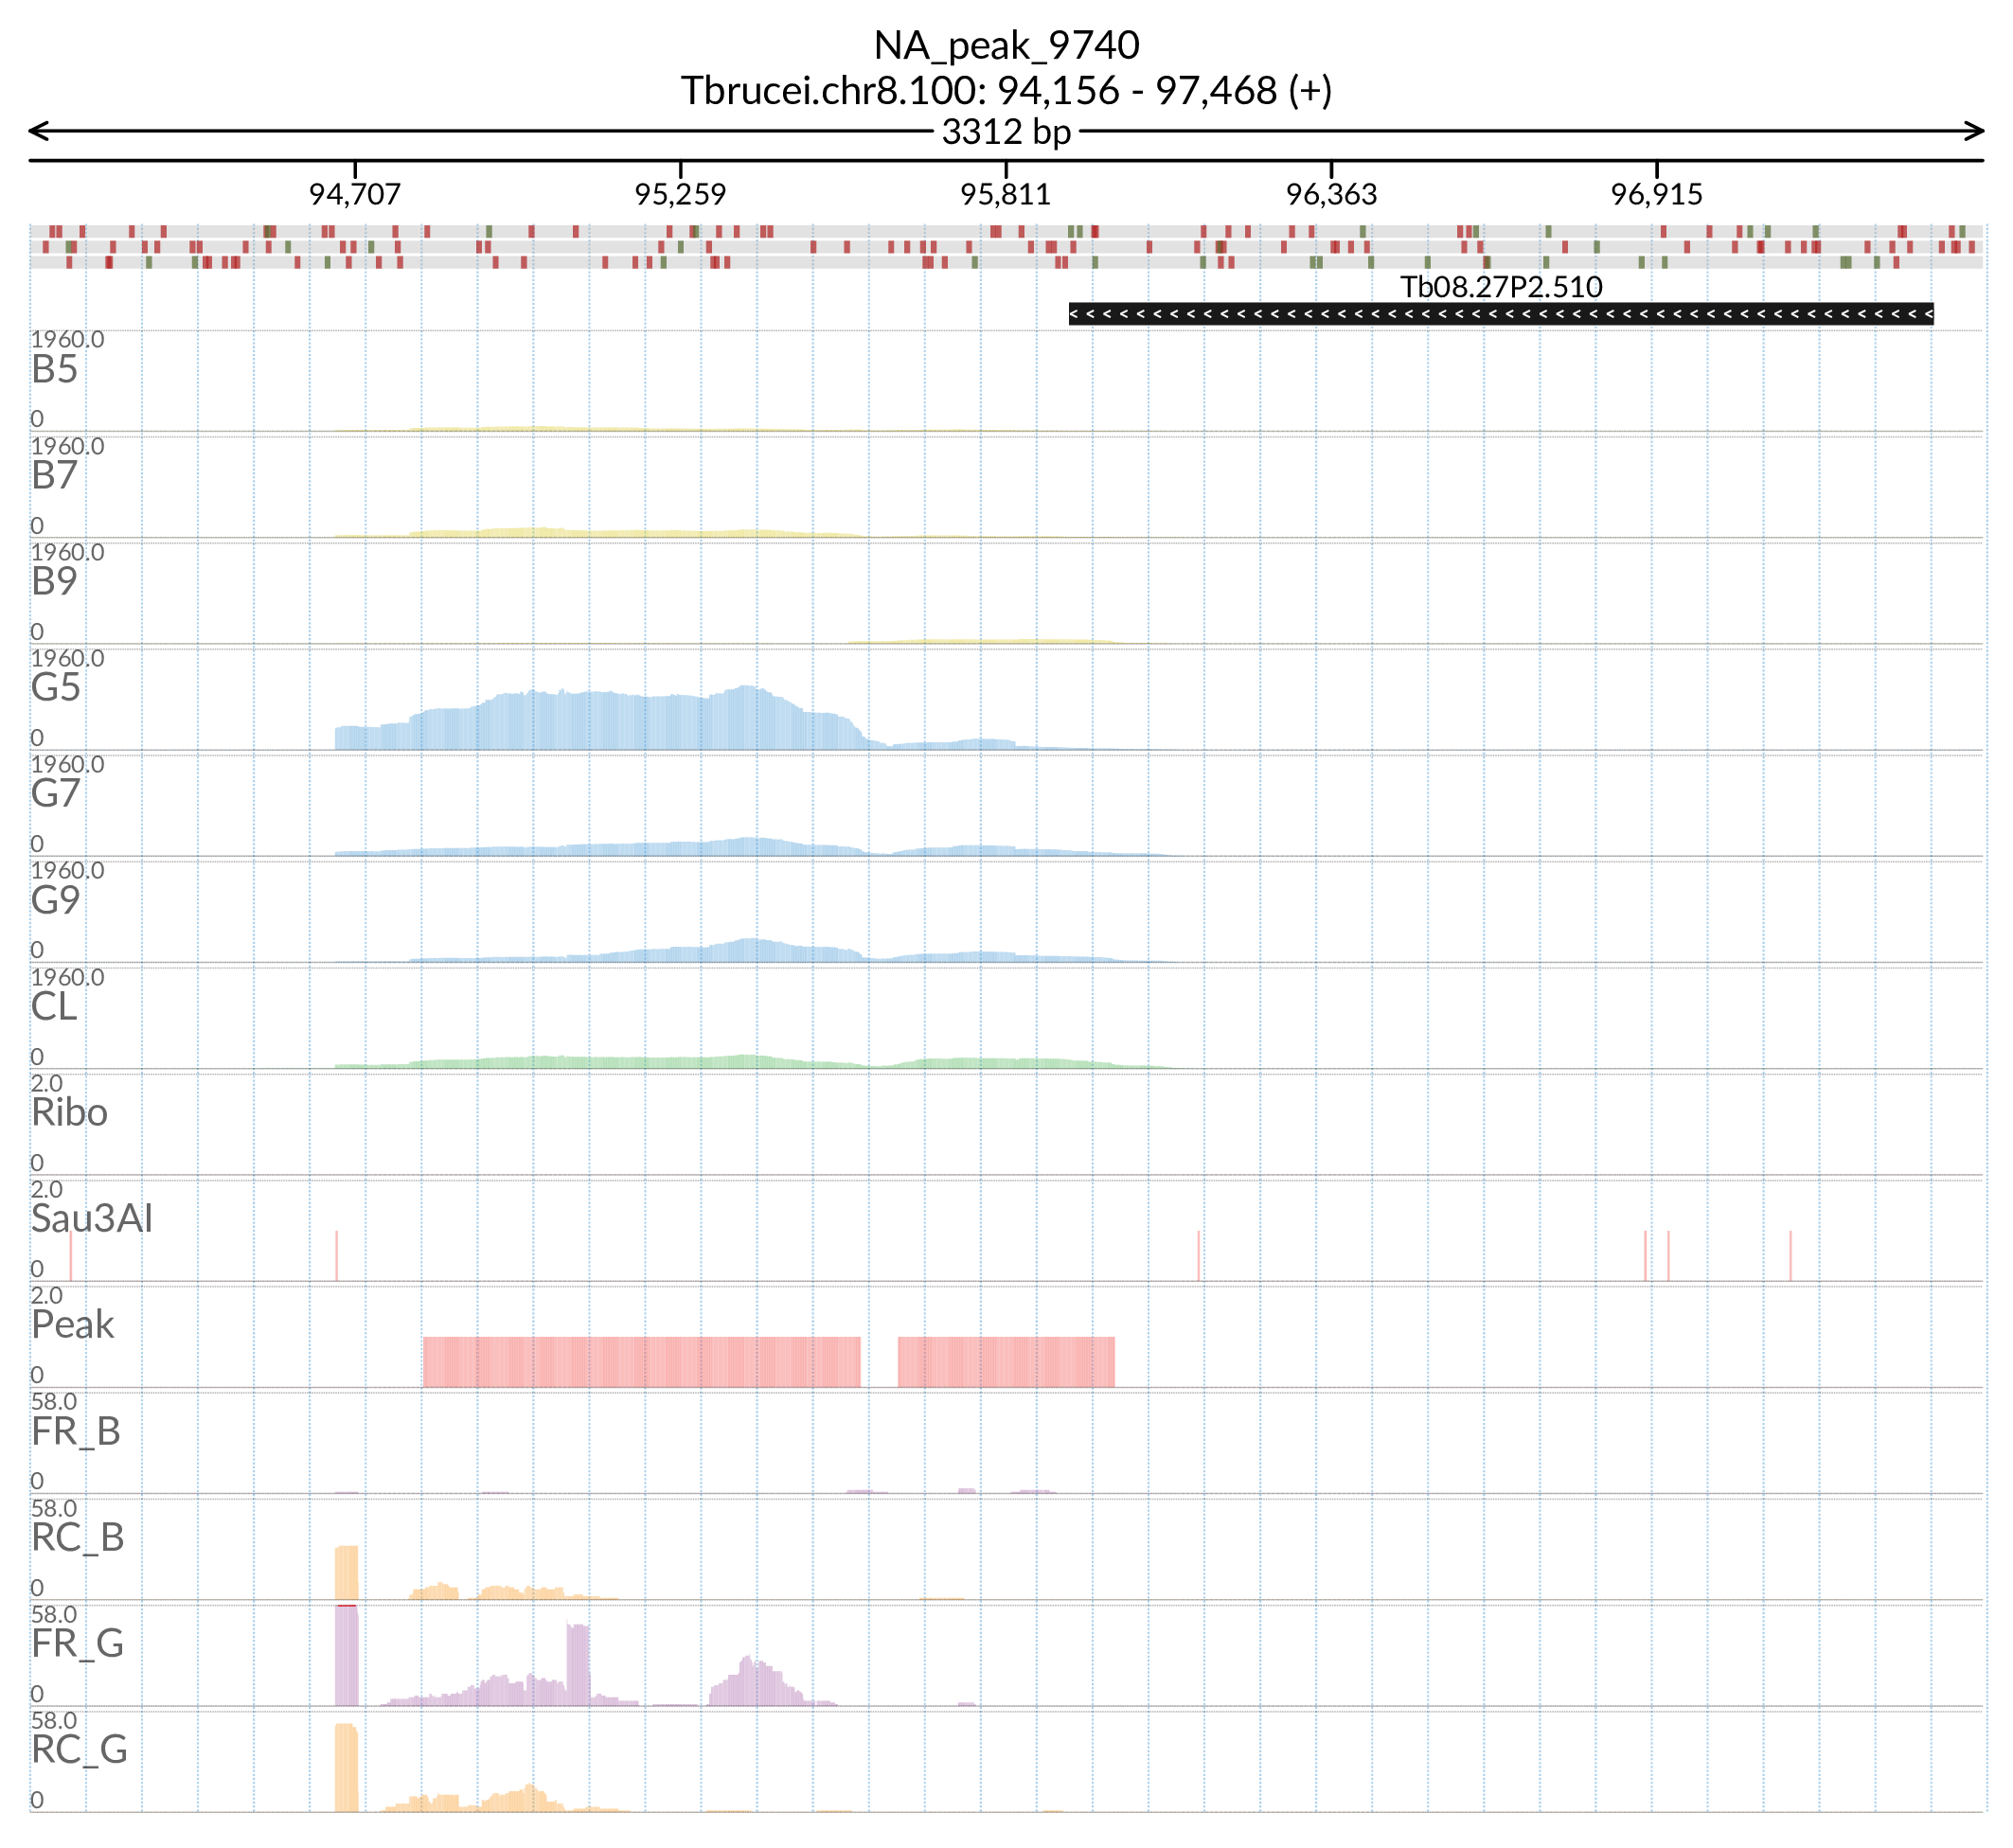 NA_peak_9740
Tbrucei.chr8.100: 94,156 - 97,468 (+)
3312 bp
94,707 95,259 95,811 96,363 96,915
Tb08.27P2.510
1960.0
B5
0
1960.0
B7
0
1960.0
B9
0
1960.0
G5
0
1960.0
G7
0
1960.0
G9
0
1960.0
CL
0
2.0
Ribo
0
2.0
Sau3AI
0
2.0
Peak
0
58.0
FR_B
0
58.0
RC_B
0
58.0
FR_G
0
58.0
RC_G
0